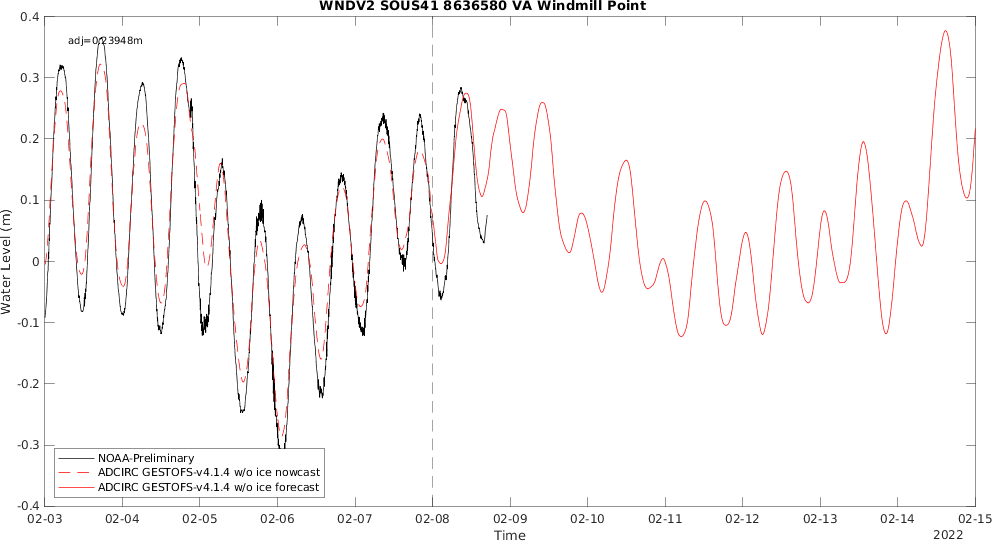 WNDV2 SOUS41 8636580 VA Windmill Point
adj=0.23948m
0.4
0.3
0.2
0.1
0
-0.1
-0.2
-0.3
-0.4
Water Level (m)
NOAA-Preliminary
ADCIRC GESTOFS-v4.1.4 w/o ice nowcast
ADCIRC GESTOFS-v4.1.4 w/o ice forecast
02-03 02-04 02-05 02-06 02-07 02-08 02-09 02-10 02-11 02-12 02-13 02-14 02-15
Time
2022